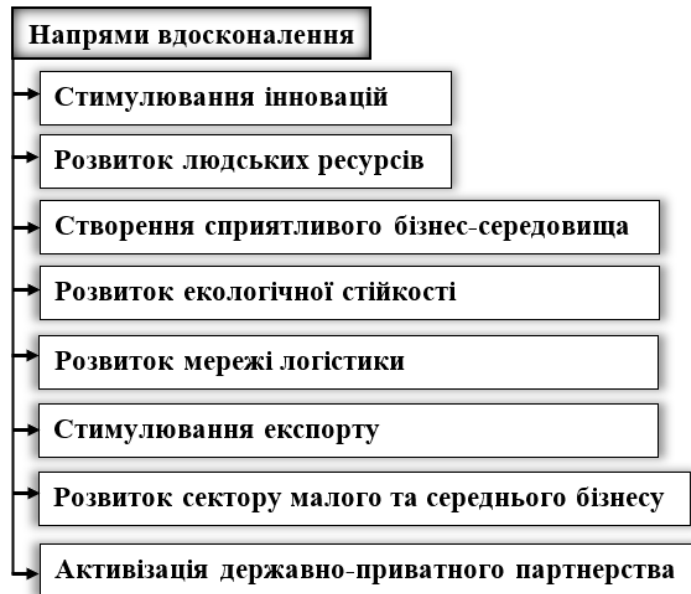 Напрями вдосконалення
Стимулювання інновацій
Розвиток людських ресурсів
Створення сприятливого бізнес-середовища
Розвиток екологічної стійкості
Розвиток мережі логістики
Стимулювання експорту
Розвиток сектору малого та середнього бізнесу
Активізація державно-приватного партнерства